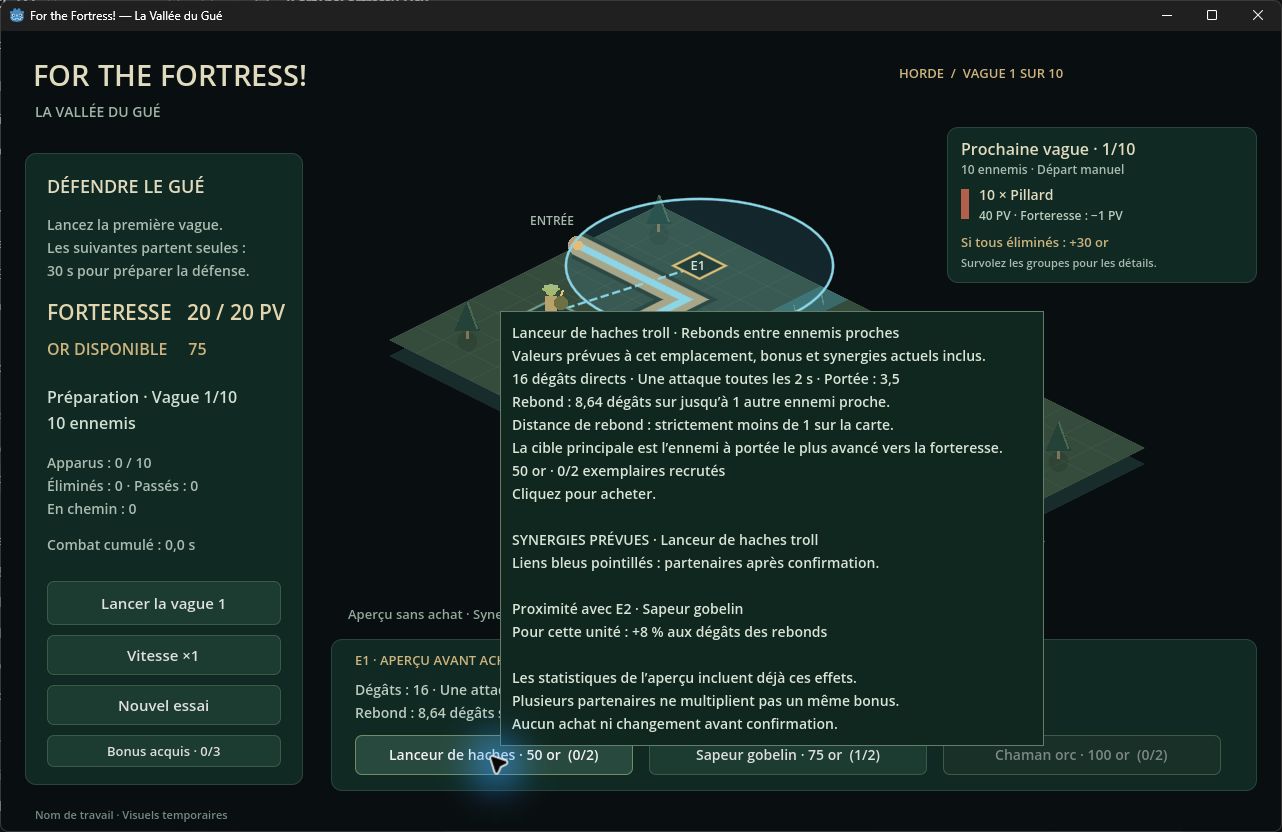 For the Fortress! — La Vallée du Gué
FOR THE FORTRESS!
LA VALLÉE DU GUÉ
HORDE / VAGUE 1 SUR 10
DÉFENDRE LE GUÉ
Lancez la première vague.
Les suivantes partent seules :
30 s pour préparer la défense.
FORTERESSE 20 / 20 PV
OR DISPONIBLE 75
Préparation · Vague 1/10
10 ennemis
Apparus : 0 / 10
Éliminés : 0 · Passés : 0
En chemin : 0
Combat cumulé : 0,0 s
Lancer la vague 1
Vitesse ×1
Nouvel essai
Bonus acquis · 0/3
Nom de travail · Visuels temporaires
ENTRÉE
E1
Prochaine vague · 1/10
10 ennemis · Départ manuel
10 × Pillard
40 PV · Forteresse : −1 PV
Si tous éliminés : +30 or
Survolez les groupes pour les détails.
Lanceur de haches troll · Rebonds entre ennemis proches
Valeurs prévues à cet emplacement, bonus et synergies actuels inclus.
16 dégâts directs · Une attaque toutes les 2 s · Portée : 3,5
Rebond : 8,64 dégâts sur jusqu’à 1 autre ennemi proche.
Distance de rebond : strictement moins de 1 sur la carte.
La cible principale est l’ennemi à portée le plus avancé vers la forteresse.
50 or · 0/2 exemplaires recrutés
Cliquez pour acheter.
SYNERGIES PRÉVUES · Lanceur de haches troll
Liens bleus pointillés : partenaires après confirmation.
Proximité avec E2 · Sapeur gobelin
Pour cette unité : +8 % aux dégâts des rebonds
Les statistiques de l’aperçu incluent déjà ces effets.
Plusieurs partenaires ne multiplient pas un même bonus.
Aucun achat ni changement avant confirmation.
Aperçu sans achat ·
E1 · APERÇU AVANT
Dégâts : 16 · Une
Rebond : 8,64 dégâts
Lanceur de haches · 50 or (0/2)
Sapeur gobelin · 75 or (1/2)
Chaman orc · 100 or (0/2)